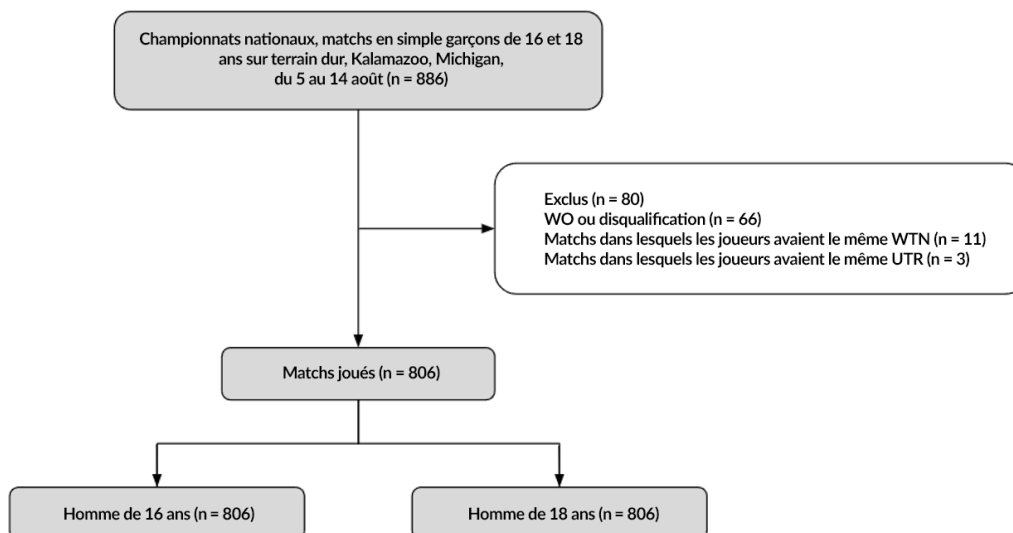 Championnats nationaux, matchs en simple garçons de 16 et 18
ans sur terrain dur, Kalamazoo, Michigan,
du 5 au 14 août (n = 886)
Exclus (n = 80)
WO ou disqualification (n = 66)
Matchs dans lesquels les joueurs avaient le même WTN (n = 11)
Matchs dans lesquels les joueurs avaient le même UTR (n = 3)
Matchs joués (n = 806)
Homme de 16 ans (n = 806)
Homme de 18 ans (n = 806)